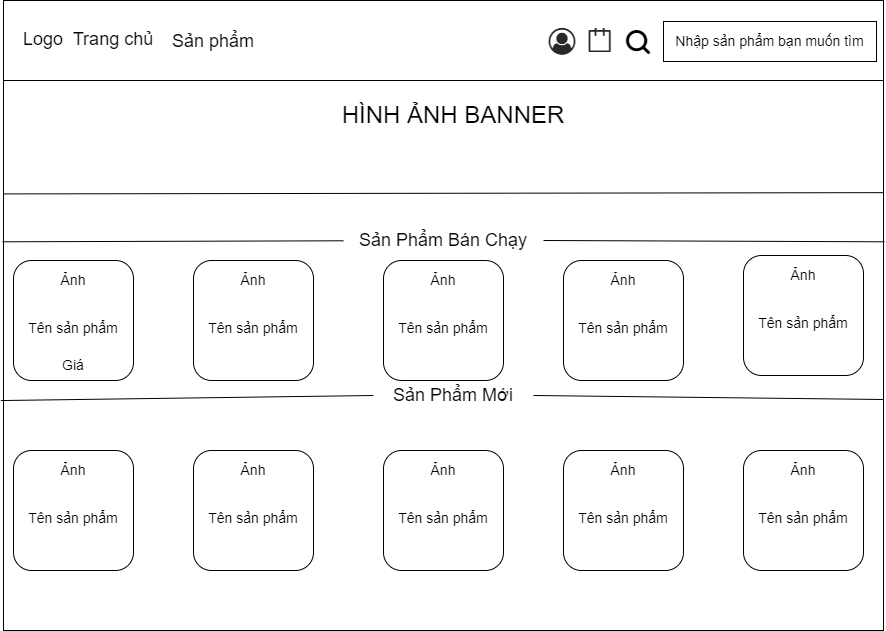 Logo Trang chủ Sản phẩm Nhập sản phẩm bạn muốn tìm
HÌNH ẢNH BANNER
Sản Phẩm Bán Chạy
Ảnh Ảnh Ảnh Ảnh Ảnh
Tên sản phẩm Tên sản phẩm Tên sản phẩm Tên sản phẩm Tên sản phẩm
Giá
Sản Phẩm Mới
Ảnh Ảnh Ảnh Ảnh Ảnh
Tên sản phẩm Tên sản phẩm Tên sản phẩm Tên sản phẩm Tên sản phẩm